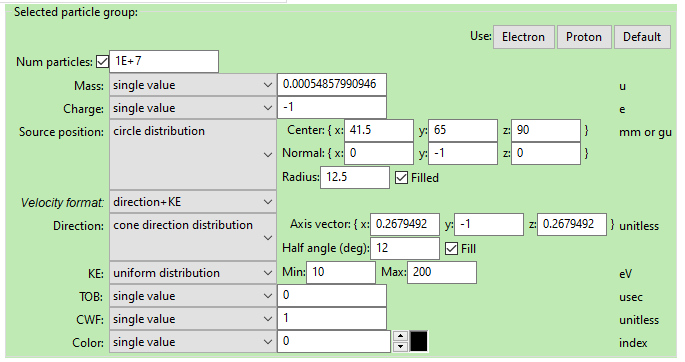 Selected particle group:
Use: Electron Proton Default
Num particles: 1E+7
Mass: single value 0.00054857990946 u
Charge: single value -1 e
Source position: circle distribution Center: { x: 41.5 y: 65 z: 90 } mm or gu
Normal: { x: 0 y: -1 z: 0 }
Radius: 12.5 Filled
Velocity format: direction+KE
Direction: cone direction distribution Axis vector: { x: 0.2679492 y: -1 z: 0.2679492 } unitless
Half angle (deg): 12 Fill
KE: uniform distribution Min: 10 Max: 200 eV
TOB: single value 0 usec
CWF: single value 1 unitless
Color: single value 0 index